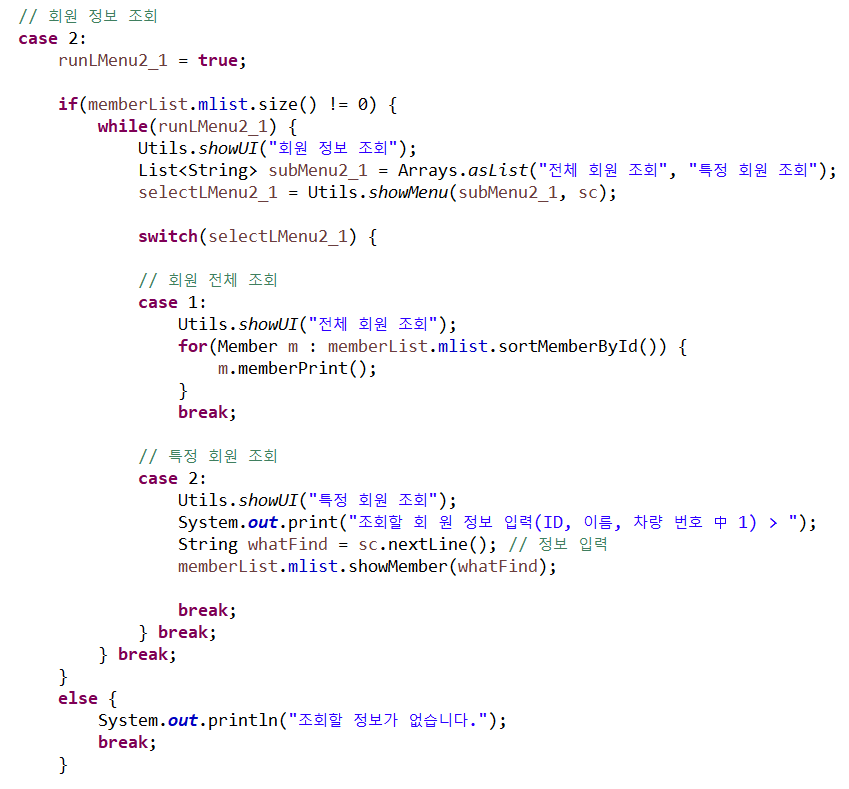 // 회원 정보 조회
case 2:
    runLMenu2_1 = true;

    if(memberList.mlist.size() != 0) {
        while(runLMenu2_1) {
            Utils.showUI("회원 정보 조회");
            List<String> subMenu2_1 = Arrays.asList("전체 회원 조회", "특정 회원 조회");
            selectLMenu2_1 = Utils.showMenu(subMenu2_1, sc);

            switch(selectLMenu2_1) {

            // 회원 전체 조회
            case 1:
                Utils.showUI("전체 회원 조회");
                for(Member m : memberList.mlist.sortMemberById()) {
                    m.memberPrint();
                }
                break;

            // 특정 회원 조회
            case 2:
                Utils.showUI("특정 회원 조회");
                System.out.print("조회할 회 원 정보 입력(ID, 이름, 차량 번호 中 1) > ");
                String whatFind = sc.nextLine(); // 정보 입력
                memberList.mlist.showMember(whatFind);

                break;
            } break;
        } break;
    }
    else {
        System.out.println("조회할 정보가 없습니다.");
        break;
    }